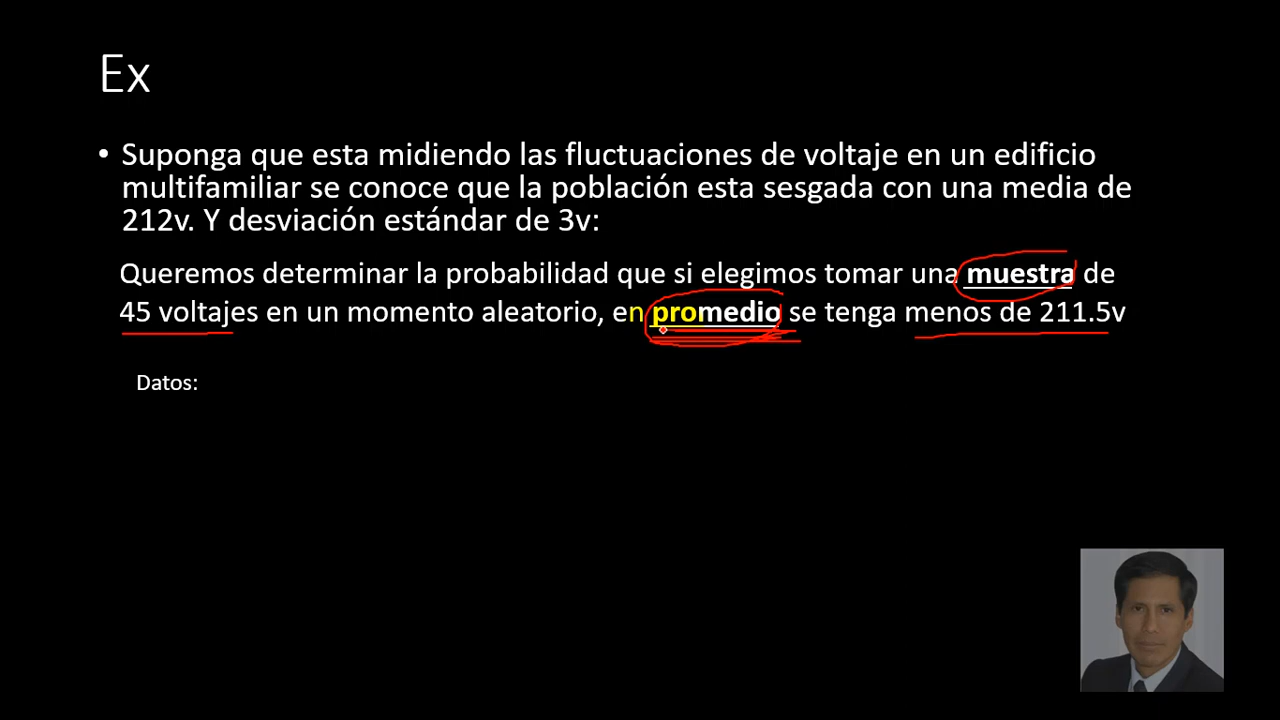 Ex
• Suponga que esta midiendo las fluctuaciones de voltaje en un edificio
multifamiliar se conoce que la población esta sesgada con una media de
212v. Y desviación estándar de 3v:
Queremos determinar la probabilidad que si elegimos tomar una muestra de
45 voltajes en un momento aleatorio, en promedio se tenga menos de 211.5v
Datos: